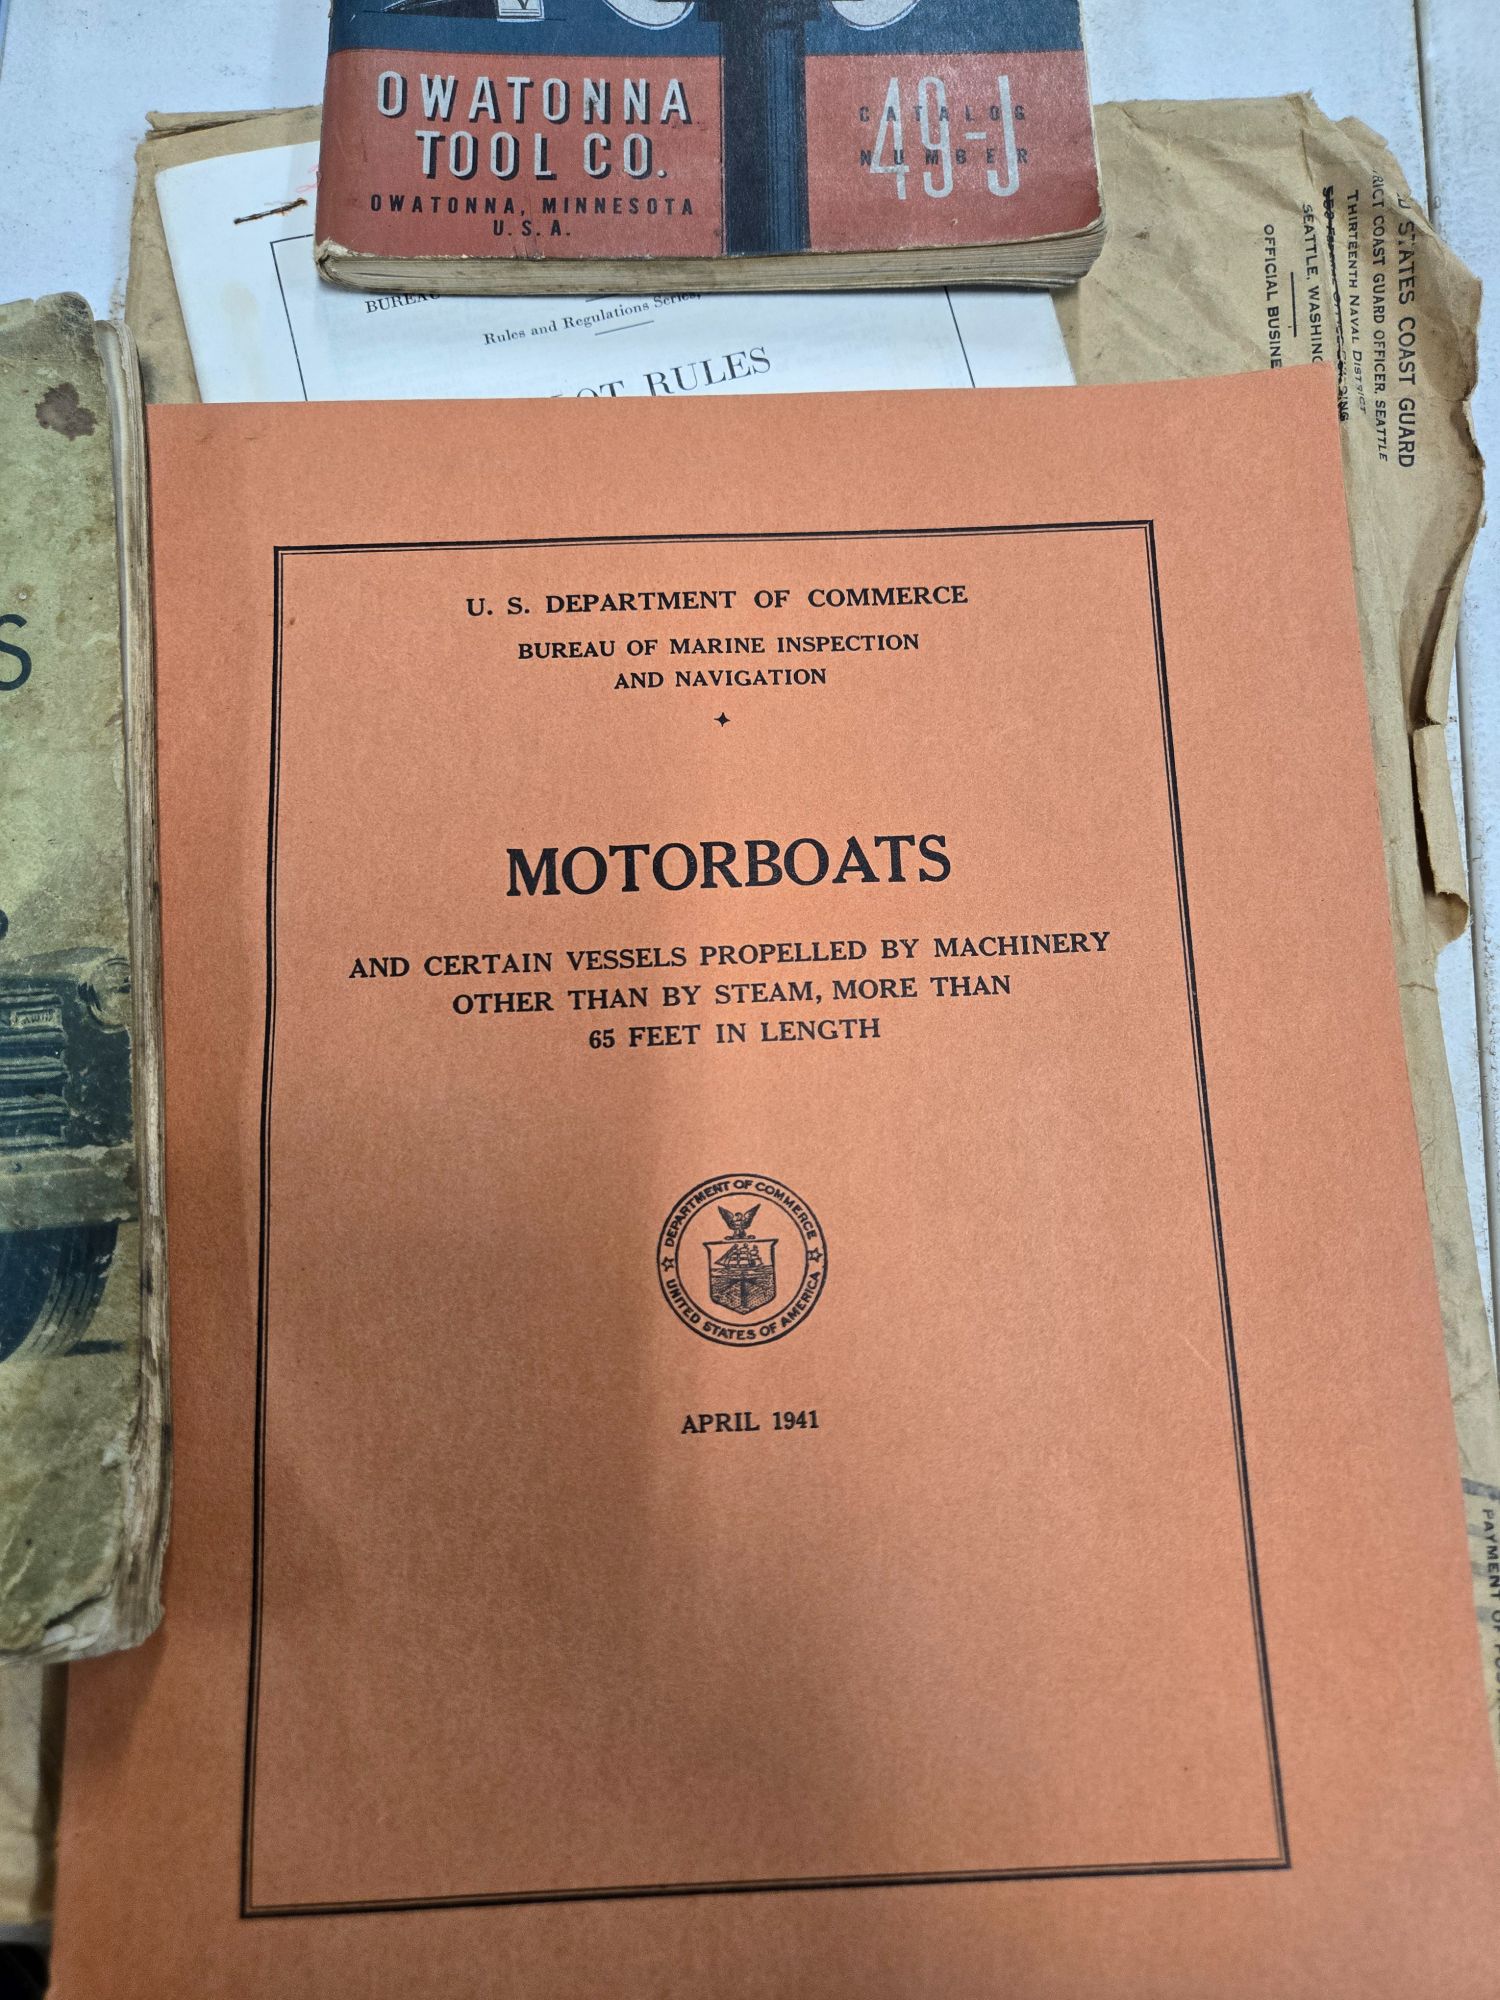 OWATONNA
TOOL CO.
OWATONNA, MINNESOTA
U.S.A.
CATALOG
NUMBER
49-J
Rules and Regulations Series,
RULES
STATES COAST GUARD
COAST GUARD OFFICER, SEATTLE
THIRTEENTH NAVAL DISTRICT
SEATTLE,
OFFICIAL
S
U. S. DEPARTMENT OF COMMERCE
BUREAU OF MARINE INSPECTION
AND NAVIGATION
MOTORBOATS
AND CERTAIN VESSELS PROPELLED BY MACHINERY
OTHER THAN BY STEAM, MORE THAN
65 FEET IN LENGTH
DEPARTMENT OF COMMERCE
UNITED STATES OF AMERICA
APRIL 1941
PAYMENT